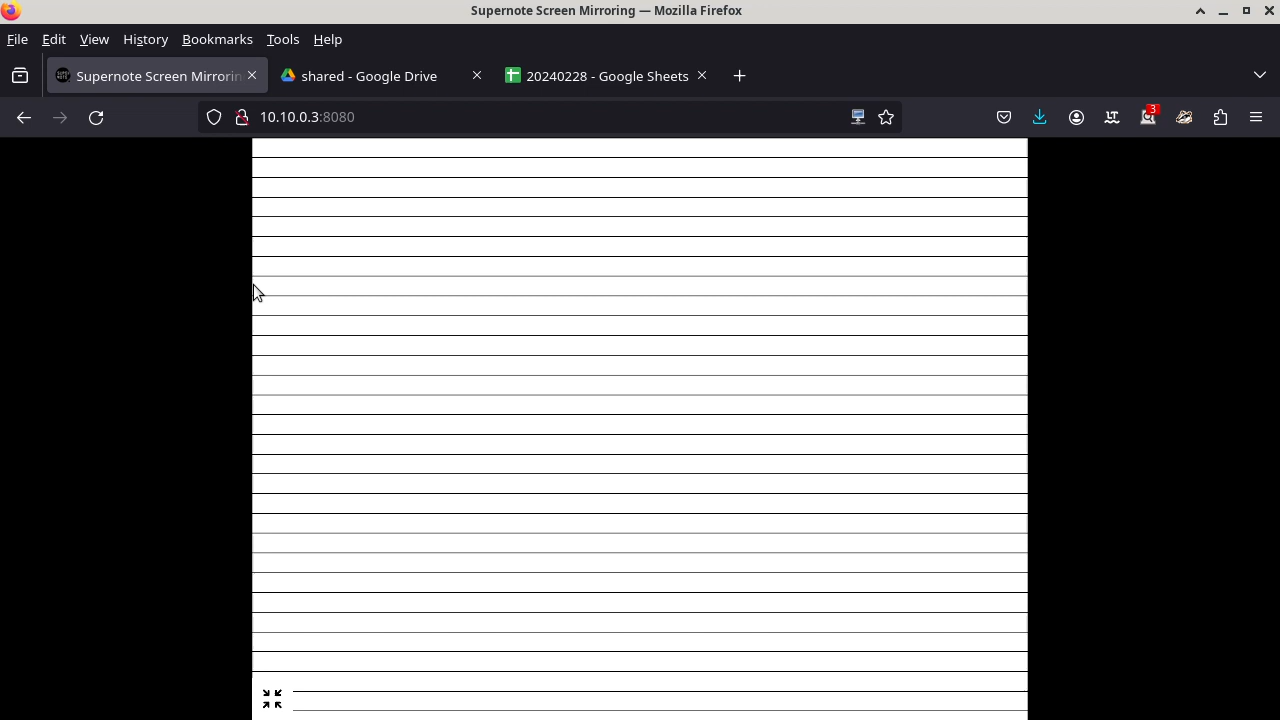 Supernote Screen Mirroring — Mozilla Firefox
File Edit View History Bookmarks Tools Help
Supernote Screen Mirrorin shared - Google Drive 20240228 - Google Sheets
10.10.0.3:8080 3